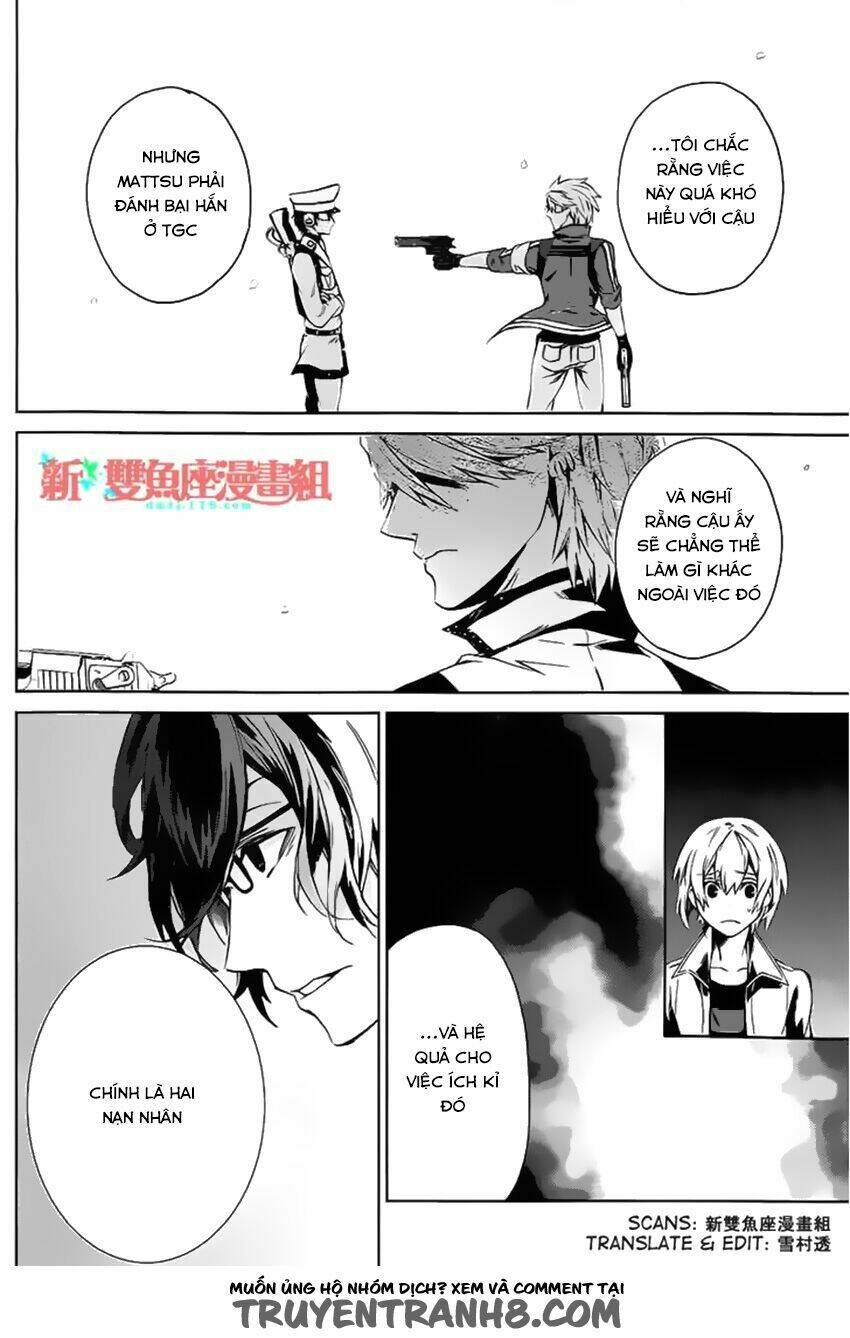 ...TÔI CHẮC
RẰNG VIỆC
NÀY QUÁ KHÓ
HIỂU VỚI CẬU
NHƯNG
MATTSU PHẢI
ĐÁNH BẠI HẮN
Ở TGC
新雙魚座漫畫組
VÀ NGHĨ
RẰNG CẬU ẤY
SẼ CHẲNG THỂ
LÀM GÌ KHÁC
NGOÀI VIỆC ĐÓ
...VÀ HỆ
QUẢ CHO
VIỆC ÍCH KỈ
ĐÓ
CHÍNH LÀ HAI
NẠN NHÂN
SCANS: 新雙魚座漫畫組
TRANSLATE & EDIT: 雪村透
MUỐN ỦNG HỘ NHÓM DỊCH? XEM VÀ COMMENT TẠI
TRUYENTRANH8.COM